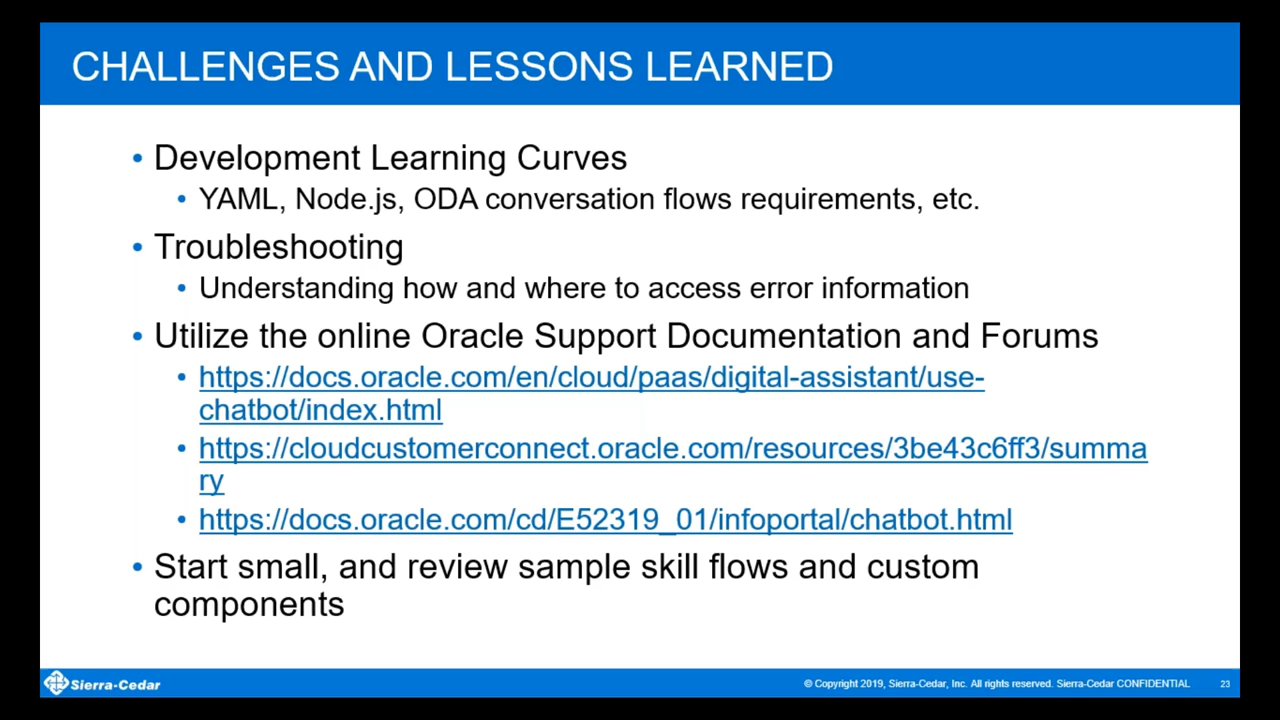 CHALLENGES AND LESSONS LEARNED
• Development Learning Curves
• YAML, Node.js, ODA conversation flows requirements, etc.
• Troubleshooting
• Understanding how and where to access error information
• Utilize the online Oracle Support Documentation and Forums
• https://docs.oracle.com/en/cloud/paas/digital-assistant/use-
chatbot/index.html
• https://cloudcustomerconnect.oracle.com/resources/3be43c6ff3/summa
ry
• https://docs.oracle.com/cd/E52319_01/infoportal/chatbot.html
• Start small, and review sample skill flows and custom
components
Sierra-Cedar
© Copyright 2019, Sierra-Cedar, Inc. All rights reserved. Sierra-Cedar CONFIDENTIAL 23